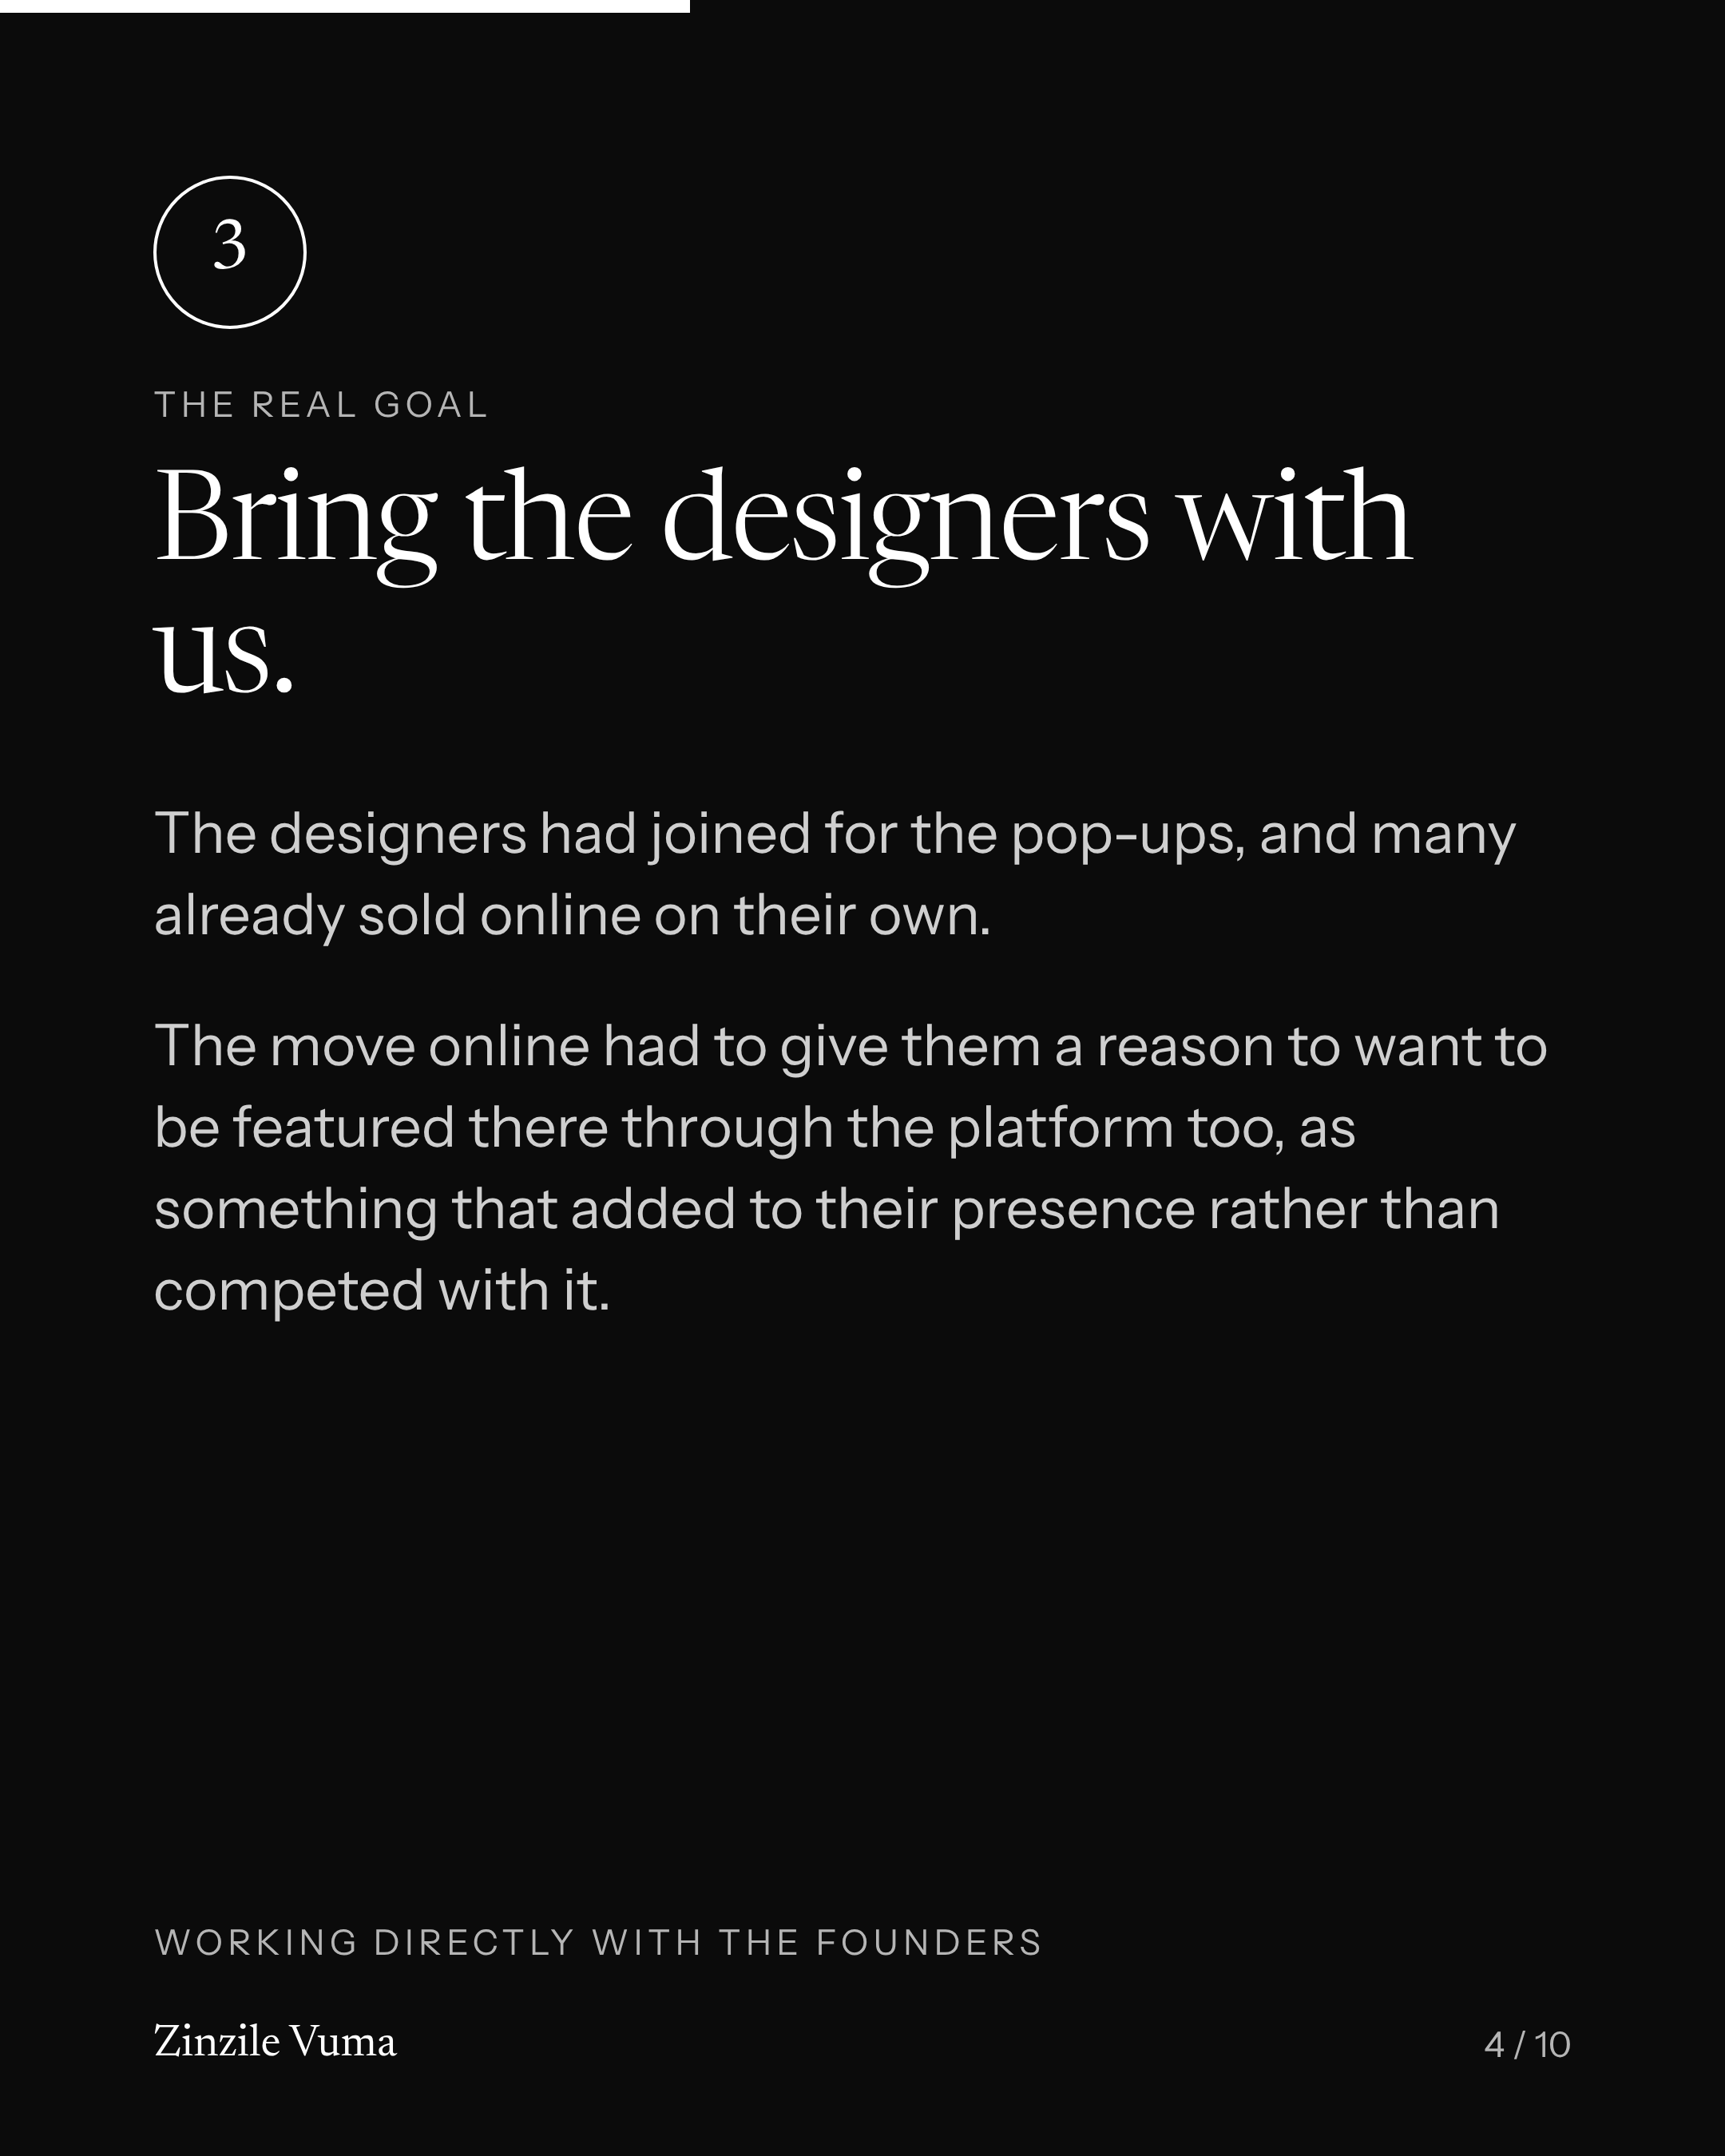 3
THE REAL GOAL
Bring the designers with
us.
The designers had joined for the pop-ups, and many
already sold online on their own.
The move online had to give them a reason to want to
be featured there through the platform too, as
something that added to their presence rather than
competed with it.
WORKING DIRECTLY WITH THE FOUNDERS
Zinzile Vuma
4 / 10